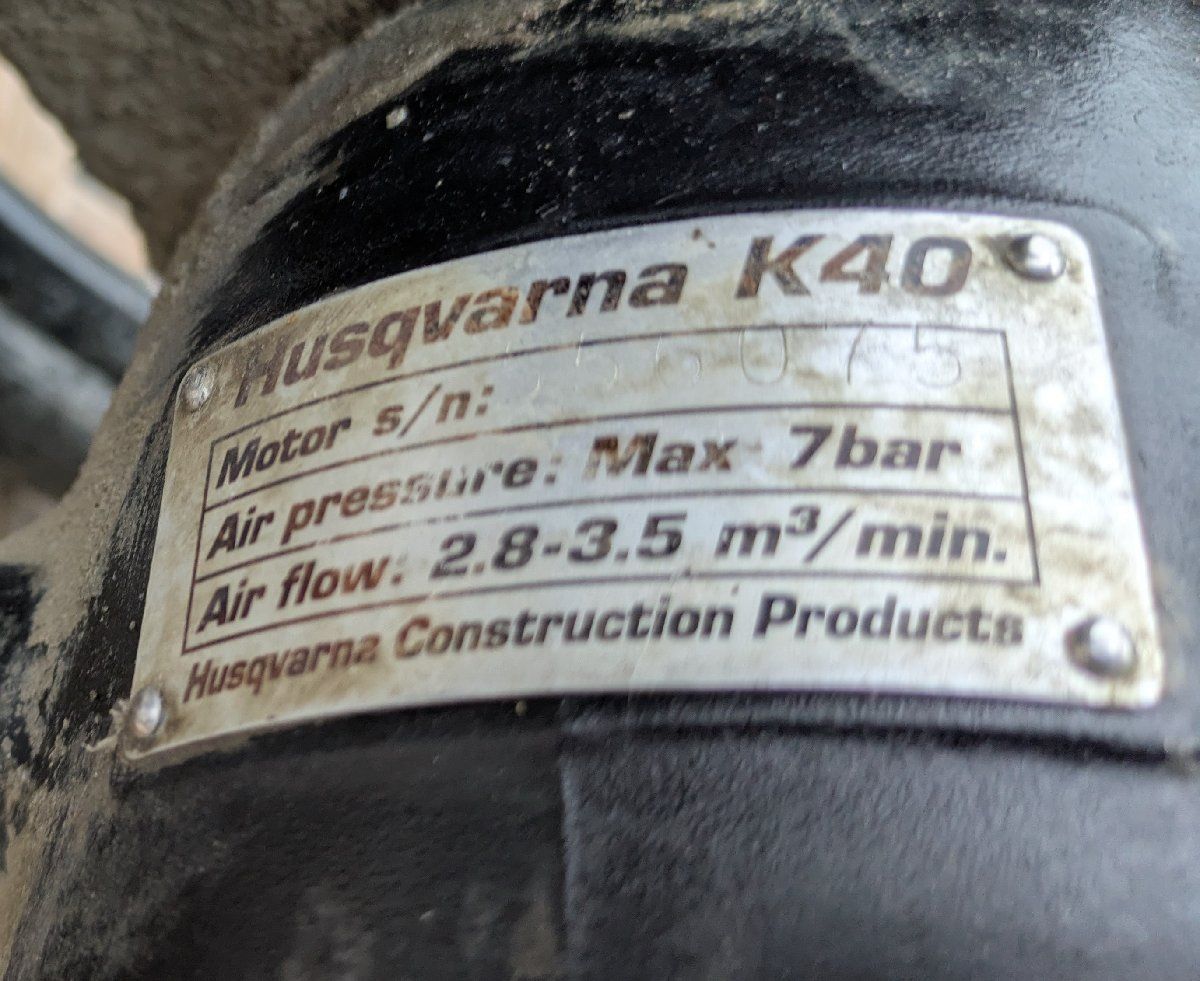 Husqvarna K40
Motor s/n:
Air pressure: Max 7bar
Air flow: 2.8-3.5 m³/min.
Husqvarna Construction Products